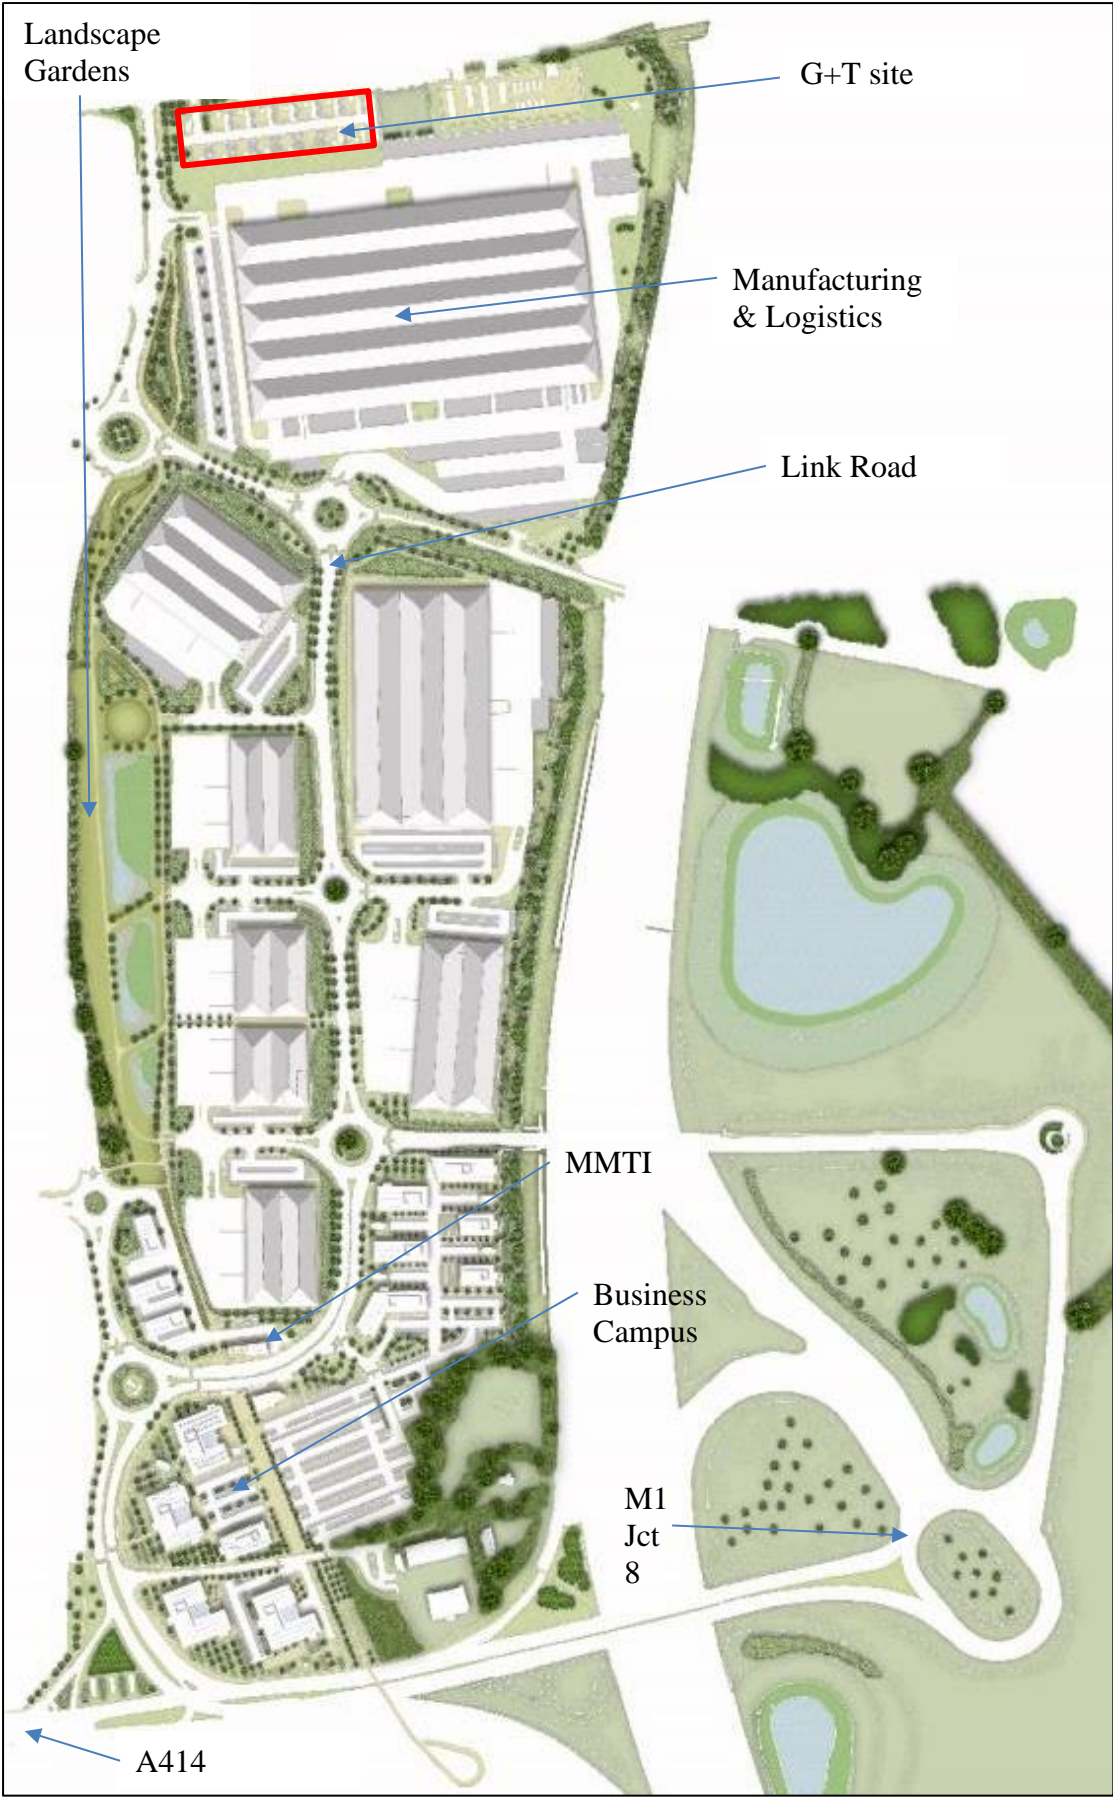 Landscape
Gardens
G+T site
Manufacturing
& Logistics
Link Road
MMTI
Business
Campus
M1
Jct
8
A414